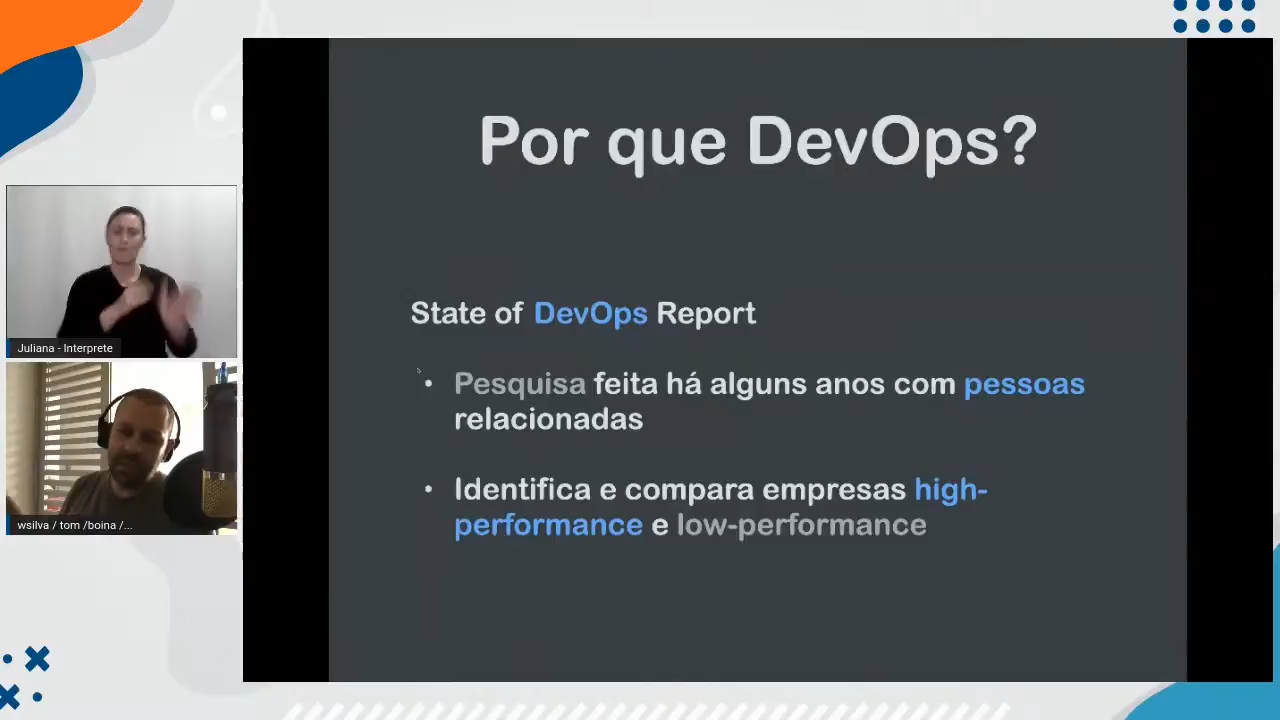 Por que DevOps?
State of DevOps Report
• Pesquisa feita há alguns anos com pessoas
relacionadas
• Identifica e compara empresas high-
performance e low-performance
Juliana - Interprete
wsilva / tom /boina /...